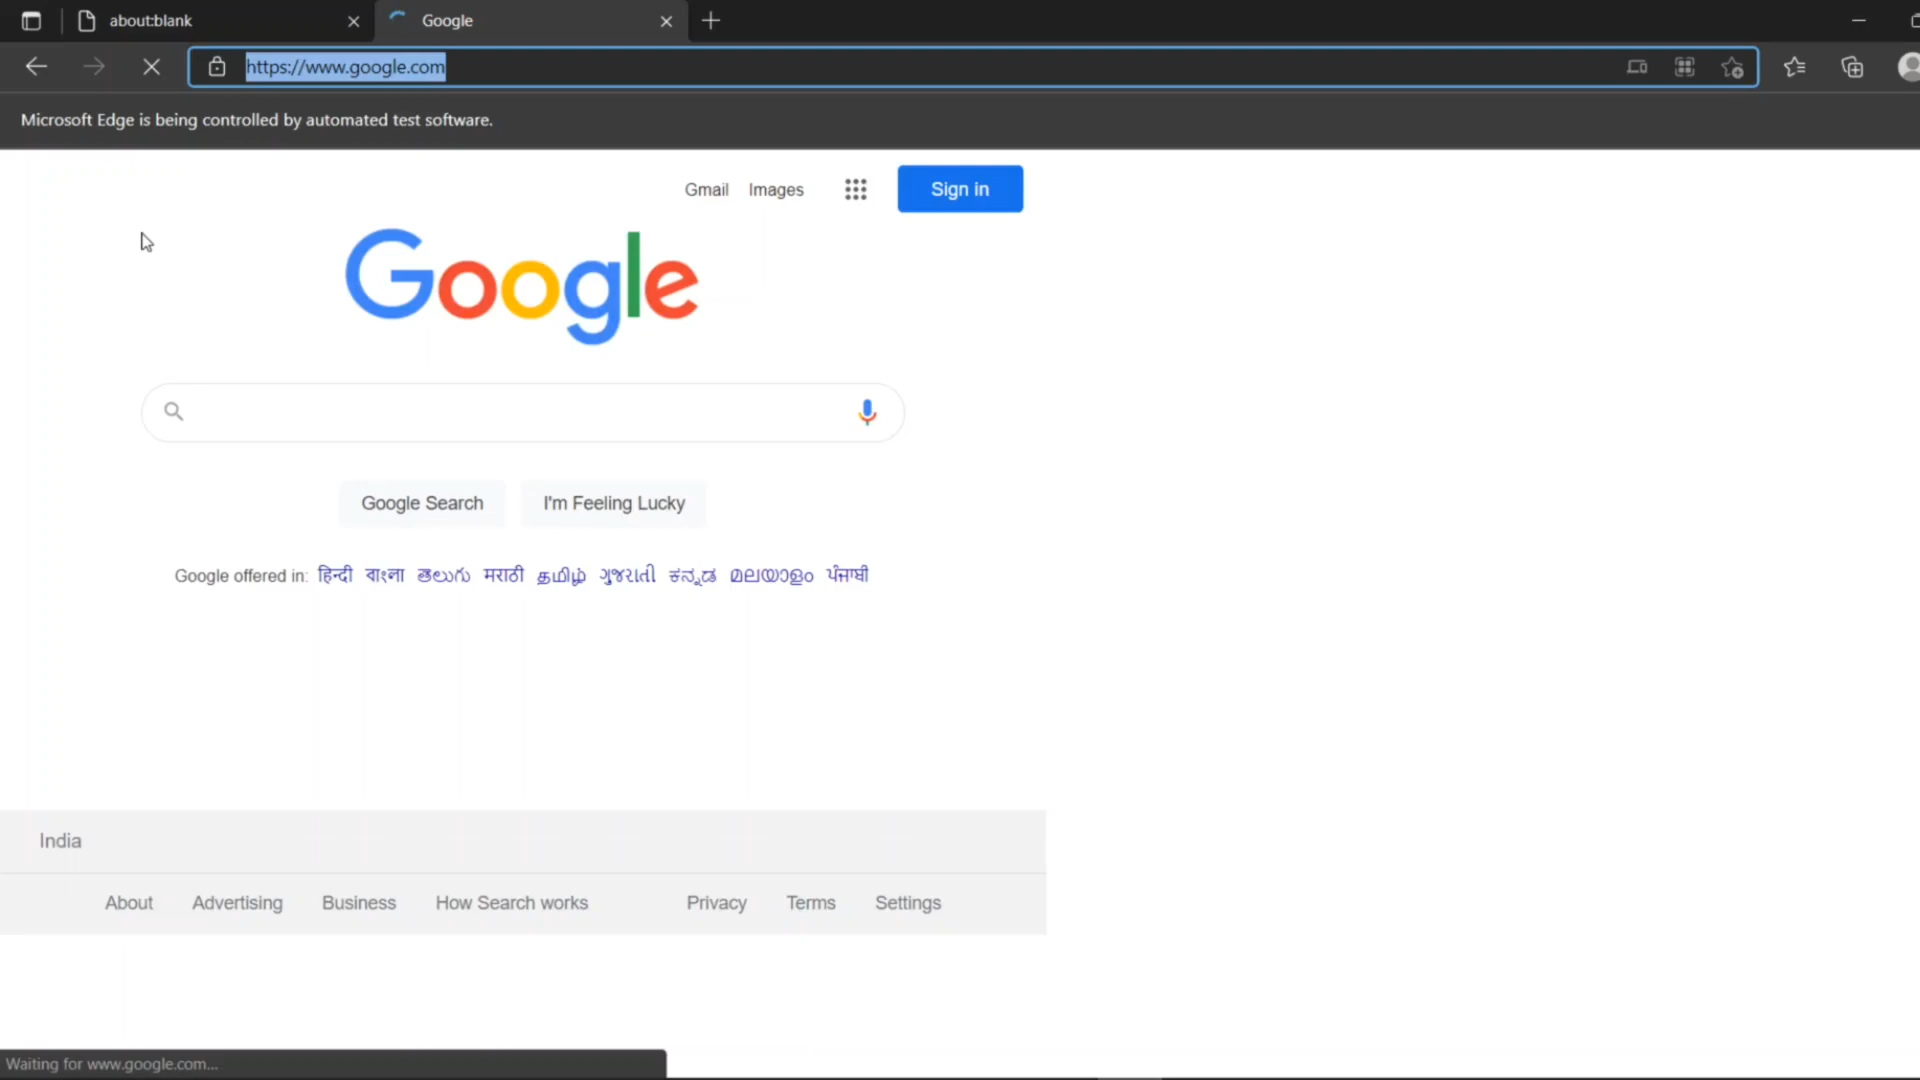 about:blank
Google
https://www.google.com
Microsoft Edge is being controlled by automated test software.
Gmail Images Sign in
Google
Google Search I'm Feeling Lucky
Google offered in: हिन्दी বাংলা తెలుగు मराठी தமிழ் ગુજરાતી ಕನ್ನಡ മലയാളം ਪੰਜਾਬੀ
India
About Advertising Business How Search works Privacy Terms Settings
Waiting for www.google.com...